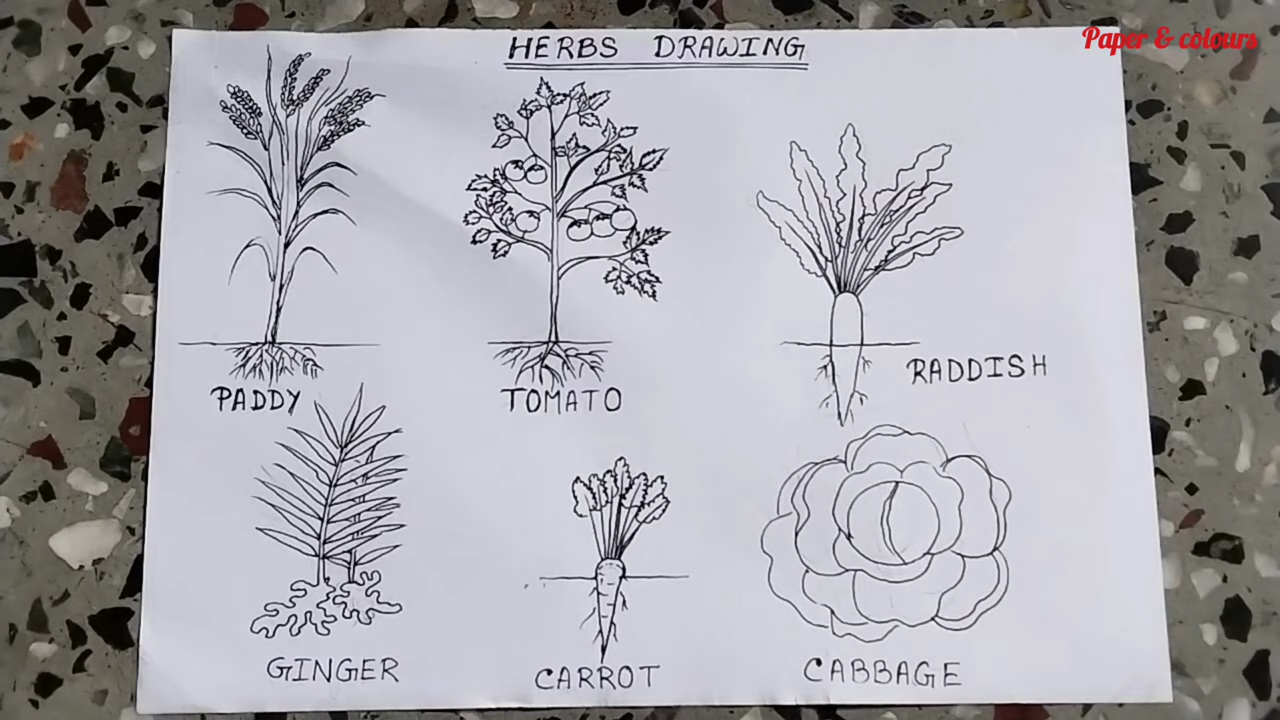 HERBS DRAWING
Paper & colours
PADDY
TOMATO
RADDISH
GINGER
CARROT
CABBAGE